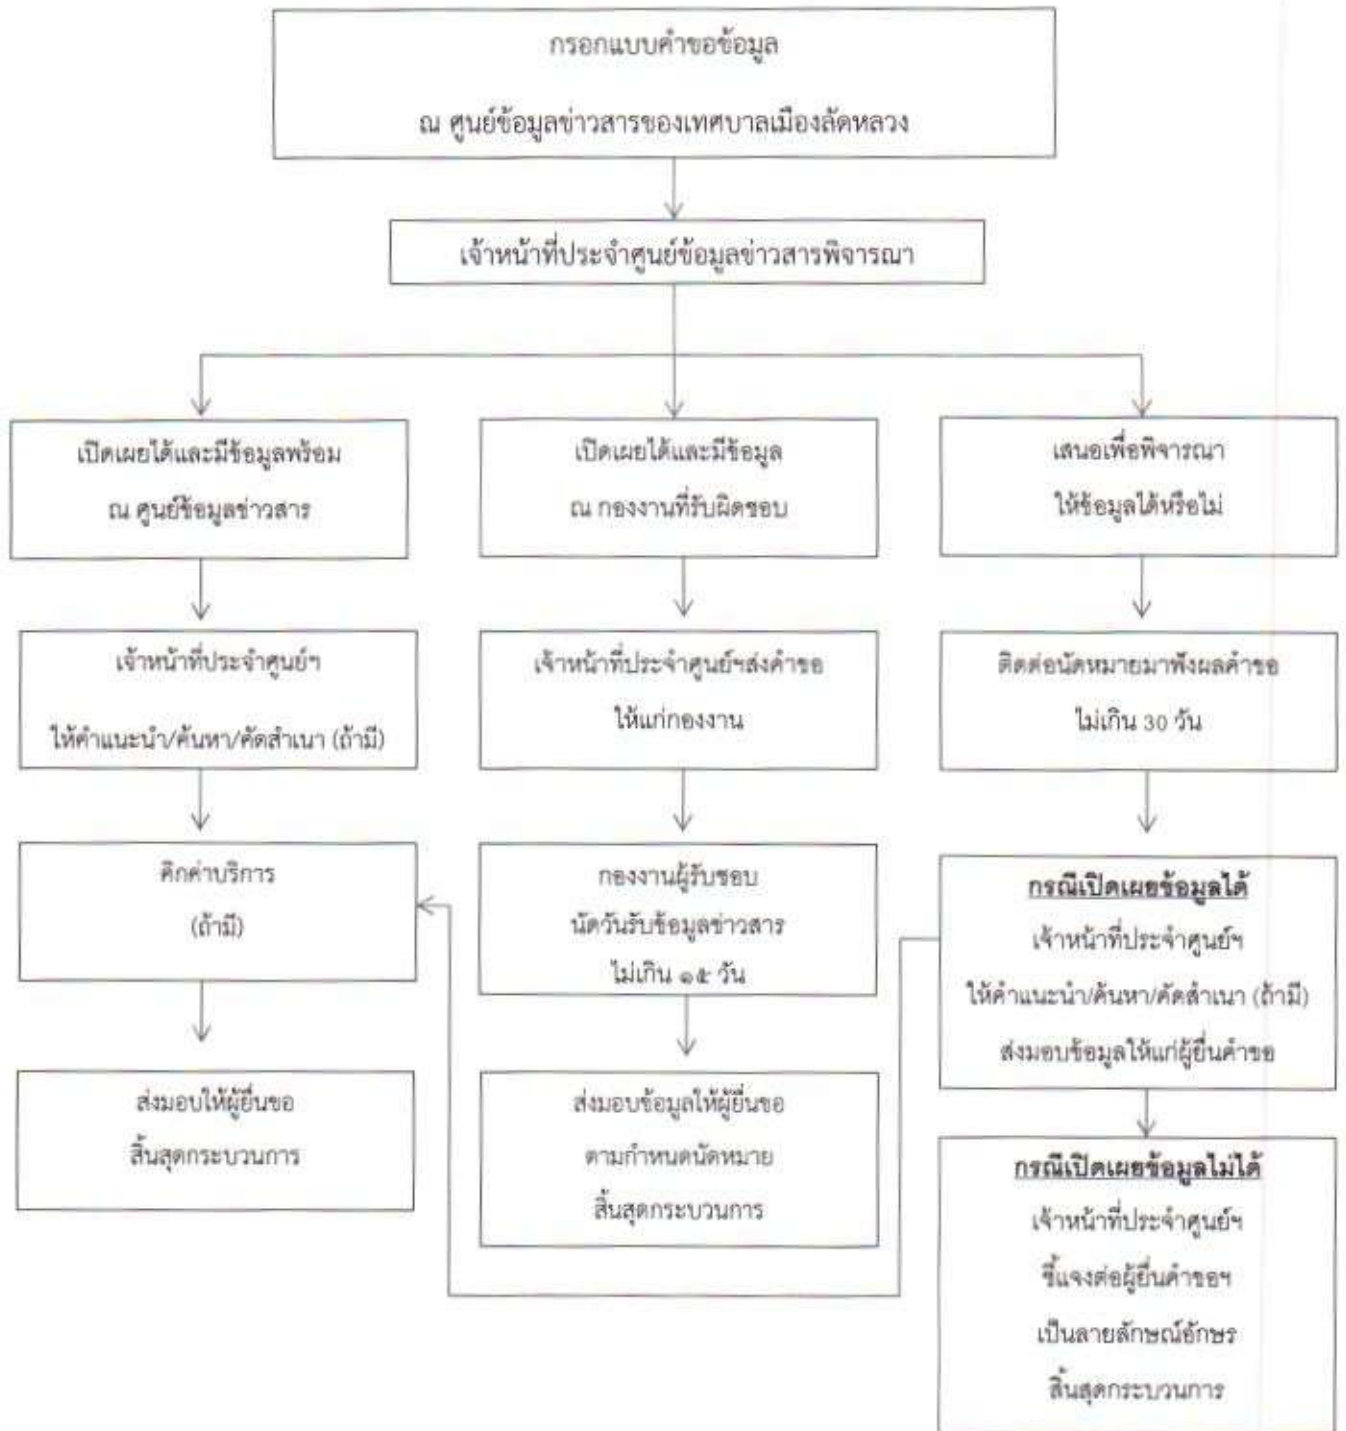 กรอกแบบคำขอข้อมูล
ณ ศูนย์ข้อมูลข่าวสารของเทศบาลเมืองลัดหลวง
เจ้าหน้าที่ประจำศูนย์ข้อมูลข่าวสารพิจารณา
เปิดเผยได้และมีข้อมูลพร้อม
ณ ศูนย์ข้อมูลข่าวสาร
เจ้าหน้าที่ประจำศูนย์ฯ
ให้คำแนะนำ/ค้นหา/คัดสำเนา (ถ้ามี)
คิกค่าบริการ
(ถ้ามี)
ส่งมอบให้ผู้ยื่นขอ
สิ้นสุดกระบวนการ
เปิดเผยได้และมีข้อมูล
ณ กองงานที่รับผิดชอบ
เจ้าหน้าที่ประจำศูนย์ฯส่งคำขอ
ให้แก่กองงาน
กองงานผู้รับชอบ
นัดวันรับข้อมูลข่าวสาร
ไม่เกิน ๑๕ วัน
ส่งมอบข้อมูลให้ผู้ยื่นขอ
ตามกำหนดนัดหมาย
สิ้นสุดกระบวนการ
เสนอเพื่อพิจารณา
ให้ข้อมูลได้หรือไม่
ติดต่อนัดหมายมาฟังผลคำขอ
ไม่เกิน 30 วัน
กรณีเปิดเผยข้อมูลได้
เจ้าหน้าที่ประจำศูนย์ฯ
ให้คำแนะนำ/ค้นหา/คัดสำเนา (ถ้ามี)
ส่งมอบข้อมูลให้แก่ผู้ยื่นคำขอ
กรณีเปิดเผยข้อมูลไม่ได้
เจ้าหน้าที่ประจำศูนย์ฯ
ชี้แจงต่อผู้ยื่นคำขอฯ
เป็นลายลักษณ์อักษร
สิ้นสุดกระบวนการ